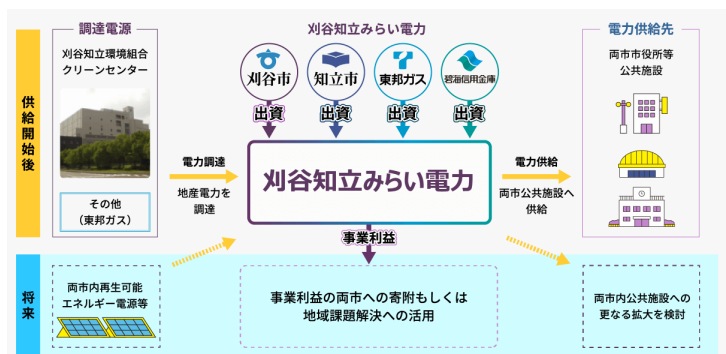 調達電源
刈谷知立みらい電力
電力供給先
供給開始後
刈谷知立環境組合
クリーンセンター
刈谷市
知立市
東邦ガス
碧海信用金庫
両市市役所等
公共施設
出資
出資
出資
出資
電力調達
地産電力を
調達
刈谷知立みらい電力
電力供給
両市公共施設へ
供給
その他
（東邦ガス）
事業利益
将来
両市内再生可能
エネルギー電源等
事業利益の両市への寄附もしくは
地域課題解決への活用
両市内公共施設への
更なる拡大を検討